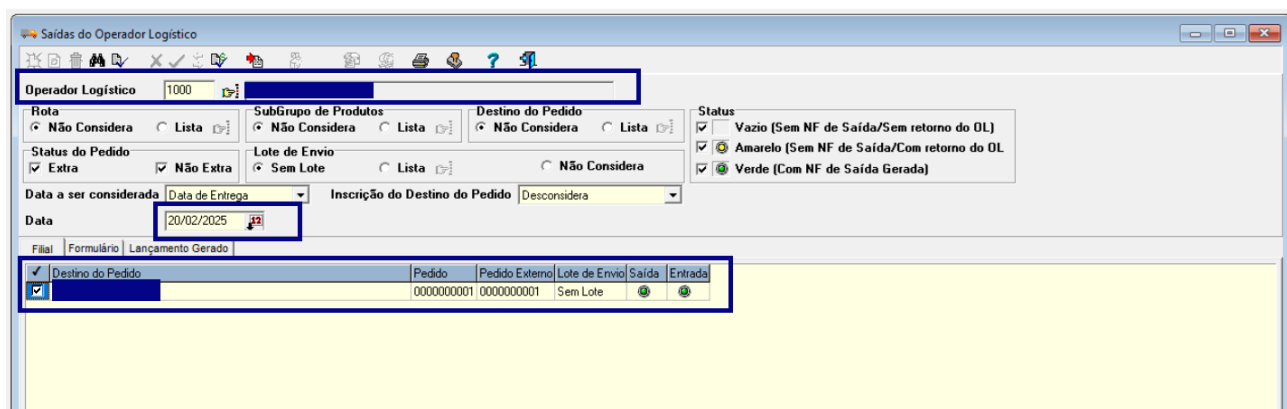 Saídas do Operador Logístico
Operador Logístico 1000
Rota SubGrupo de Produtos Destino do Pedido Status
Não Considera Lista Não Considera Lista Não Considera Lista Vazio (Sem NF de Saída/Sem retorno do OL)
Amarelo (Sem NF de Saída/Com retorno do OL
Status do Pedido Lote de Envio
Extra Não Extra Sem Lote Lista Não Considera Verde (Com NF de Saída Gerada)
Data a ser considerada Data de Entrega Inscrição do Destino do Pedido Desconsidera
Data 20/02/2025 12
Filial Formulário Lançamento Gerado
Destino do Pedido Pedido Pedido Externo Lote de Envio Saída Entrada
0000000001 0000000001 Sem Lote